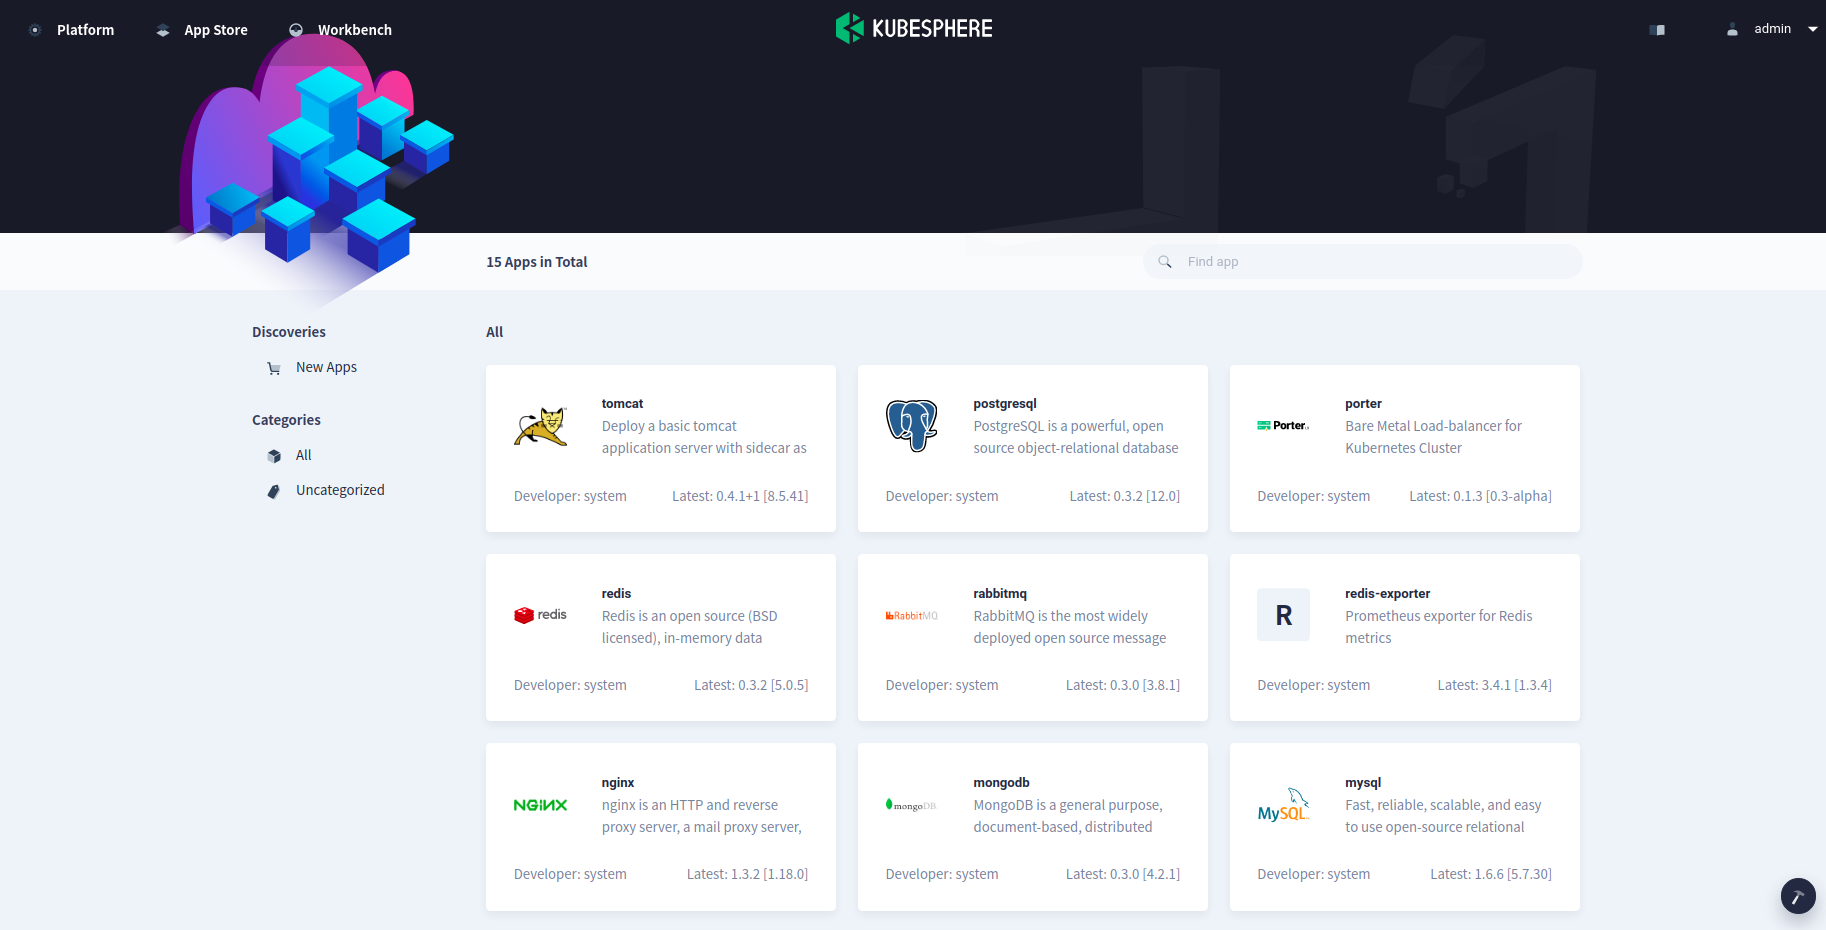 Platform
App Store
Workbench
KUBESPHERE
admin
15 Apps in Total
Find app
Discoveries
New Apps
Categories
All
Uncategorized
All
tomcat
Deploy a basic tomcat
application server with sidecar as
Developer: system
Latest: 0.4.1+1 [8.5.41]
postgresql
PostgreSQL is a powerful, open
source object-relational database
Developer: system
Latest: 0.3.2 [12.0]
Porter
porter
Bare Metal Load-balancer for
Kubernetes Cluster
Developer: system
Latest: 0.1.3 [0.3-alpha]
redis
redis
Redis is an open source (BSD
licensed), in-memory data
Developer: system
Latest: 0.3.2 [5.0.5]
RabbitMQ
rabbitmq
RabbitMQ is the most widely
deployed open source message
Developer: system
Latest: 0.3.0 [3.8.1]
R
redis-exporter
Prometheus exporter for Redis
metrics
Developer: system
Latest: 3.4.1 [1.3.4]
NGINX
nginx
nginx is an HTTP and reverse
proxy server, a mail proxy server,
Developer: system
Latest: 1.3.2 [1.18.0]
mongoDB
mongodb
MongoDB is a general purpose,
document-based, distributed
Developer: system
Latest: 0.3.0 [4.2.1]
MySQL
mysql
Fast, reliable, scalable, and easy
to use open-source relational
Developer: system
Latest: 1.6.6 [5.7.30]